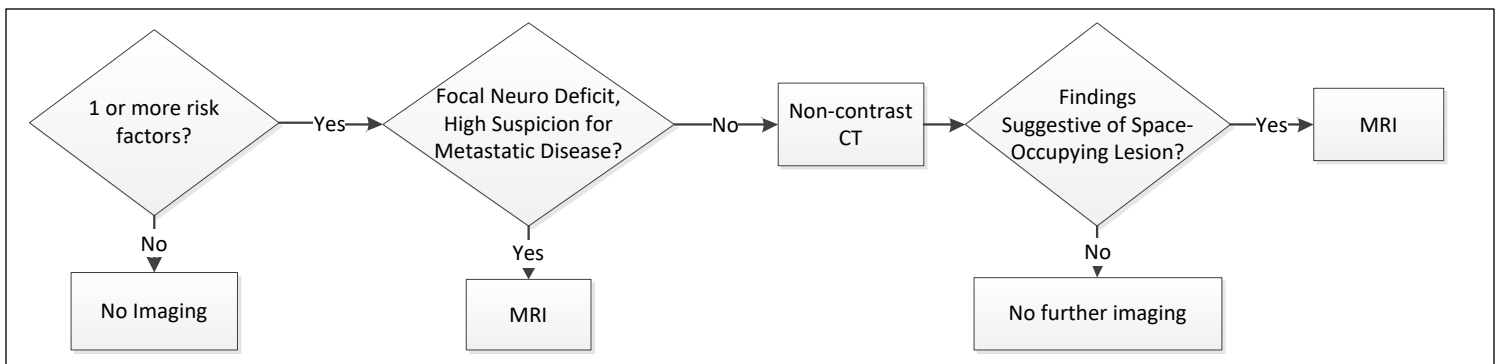 1 or more risk
factors?
Yes
No
No Imaging
Focal Neuro Deficit,
High Suspicion for
Metastatic Disease?
No
Yes
MRI
Non-contrast
CT
Findings
Suggestive of Space-
Occupying Lesion?
Yes
MRI
No
No further imaging